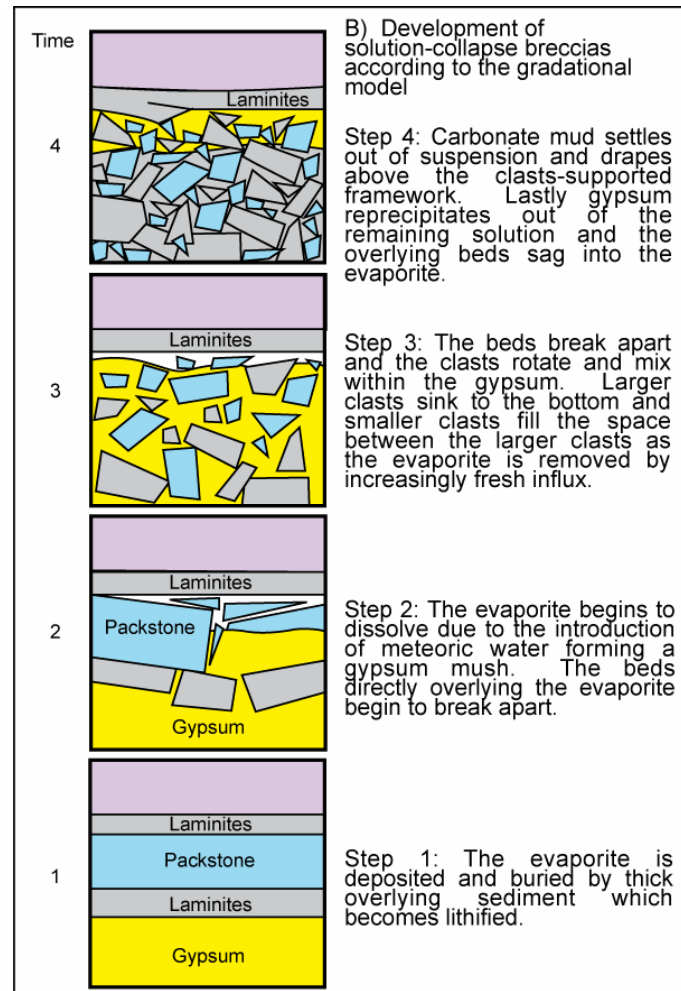 Time
B) Development of
solution-collapse breccias
according to the gradational
model
Laminites
4
Step 4: Carbonate mud settles
out of suspension and drapes
above the clasts-supported
framework. Lastly gypsum
reprecipitates out of the
remaining solution and the
overlying beds sag into the
evaporite.
Laminites
3
Step 3: The beds break apart
and the clasts rotate and mix
within the gypsum. Larger
clasts sink to the bottom and
smaller clasts fill the space
between the larger clasts as
the evaporite is removed by
increasingly fresh influx.
Laminites
2
Packstone
Gypsum
Step 2: The evaporite begins to
dissolve due to the introduction
of meteoric water forming a
gypsum mush. The beds
directly overlying the evaporite
begin to break apart.
Laminites
Packstone
1
Laminites
Gypsum
Step 1: The evaporite is
deposited and buried by thick
overlying sediment which
becomes lithified.